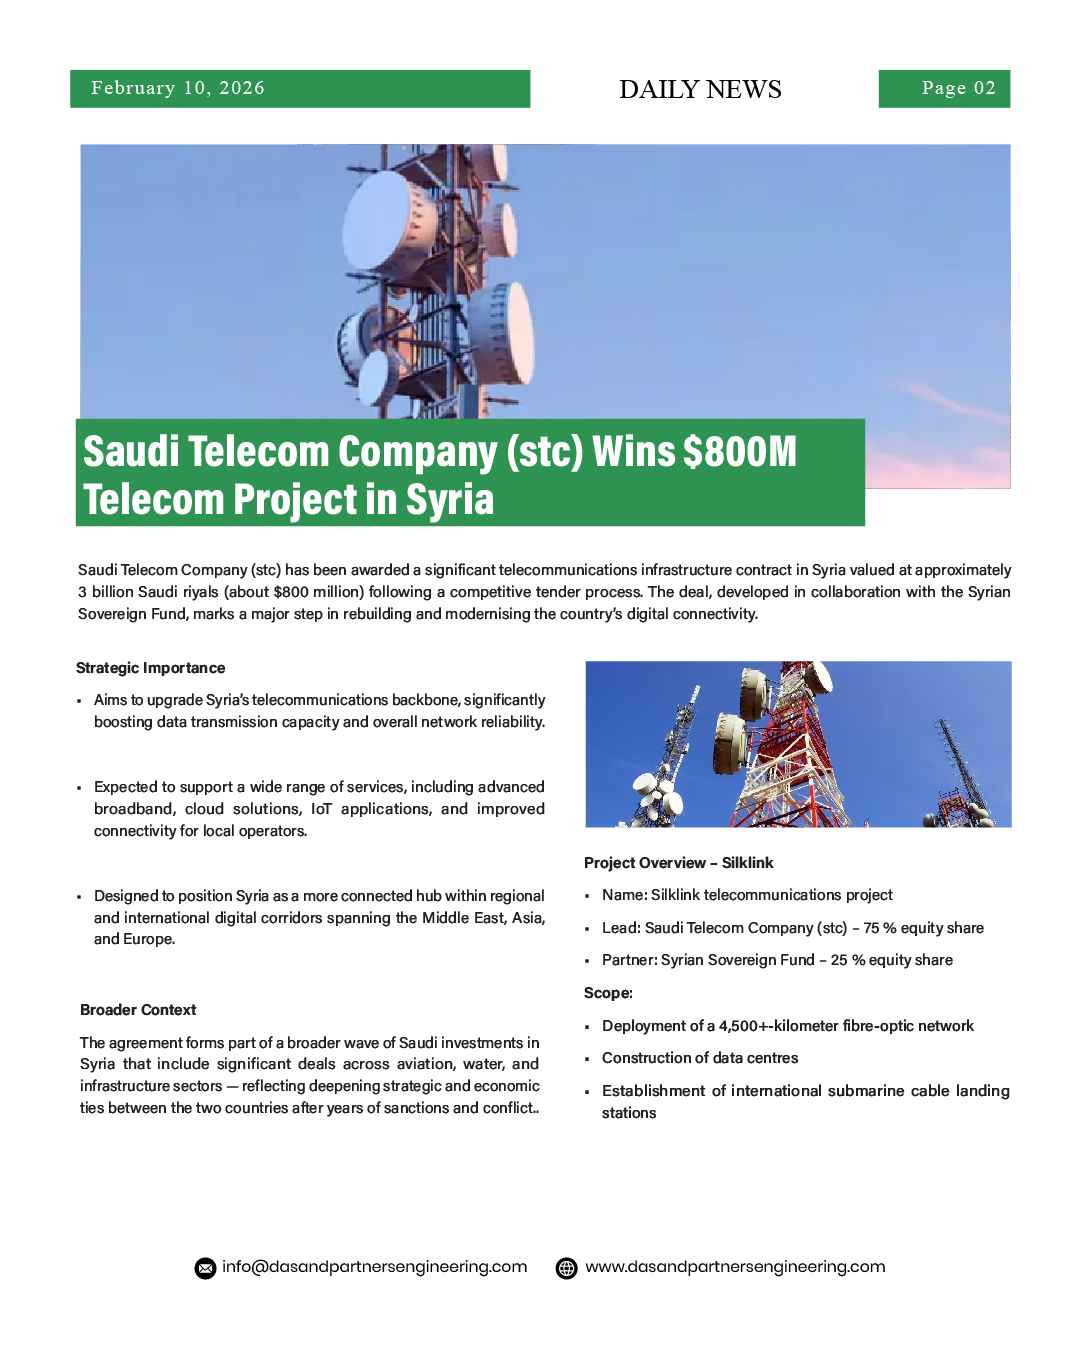 February 10, 2026
DAILY NEWS
Page 02
Saudi Telecom Company (stc) Wins $800M
Telecom Project in Syria
Saudi Telecom Company (stc) has been awarded a significant telecommunications infrastructure contract in Syria valued at approximately
3 billion Saudi riyals (about $800 million) following a competitive tender process. The deal, developed in collaboration with the Syrian
Sovereign Fund, marks a major step in rebuilding and modernising the country’s digital connectivity.
Strategic Importance
• Aims to upgrade Syria’s telecommunications backbone, significantly
boosting data transmission capacity and overall network reliability.
• Expected to support a wide range of services, including advanced
broadband, cloud solutions, IoT applications, and improved
connectivity for local operators.
• Designed to position Syria as a more connected hub within regional
and international digital corridors spanning the Middle East, Asia,
and Europe.
Broader Context
The agreement forms part of a broader wave of Saudi investments in
Syria that include significant deals across aviation, water, and
infrastructure sectors — reflecting deepening strategic and economic
ties between the two countries after years of sanctions and conflict..
Project Overview – Silklink
• Name: Silklink telecommunications project
• Lead: Saudi Telecom Company (stc) – 75 % equity share
• Partner: Syrian Sovereign Fund – 25 % equity share
Scope:
• Deployment of a 4,500+-kilometer fibre-optic network
• Construction of data centres
• Establishment of international submarine cable landing
stations
info@dasandpartnersengineering.com
www.dasandpartnersengineering.com